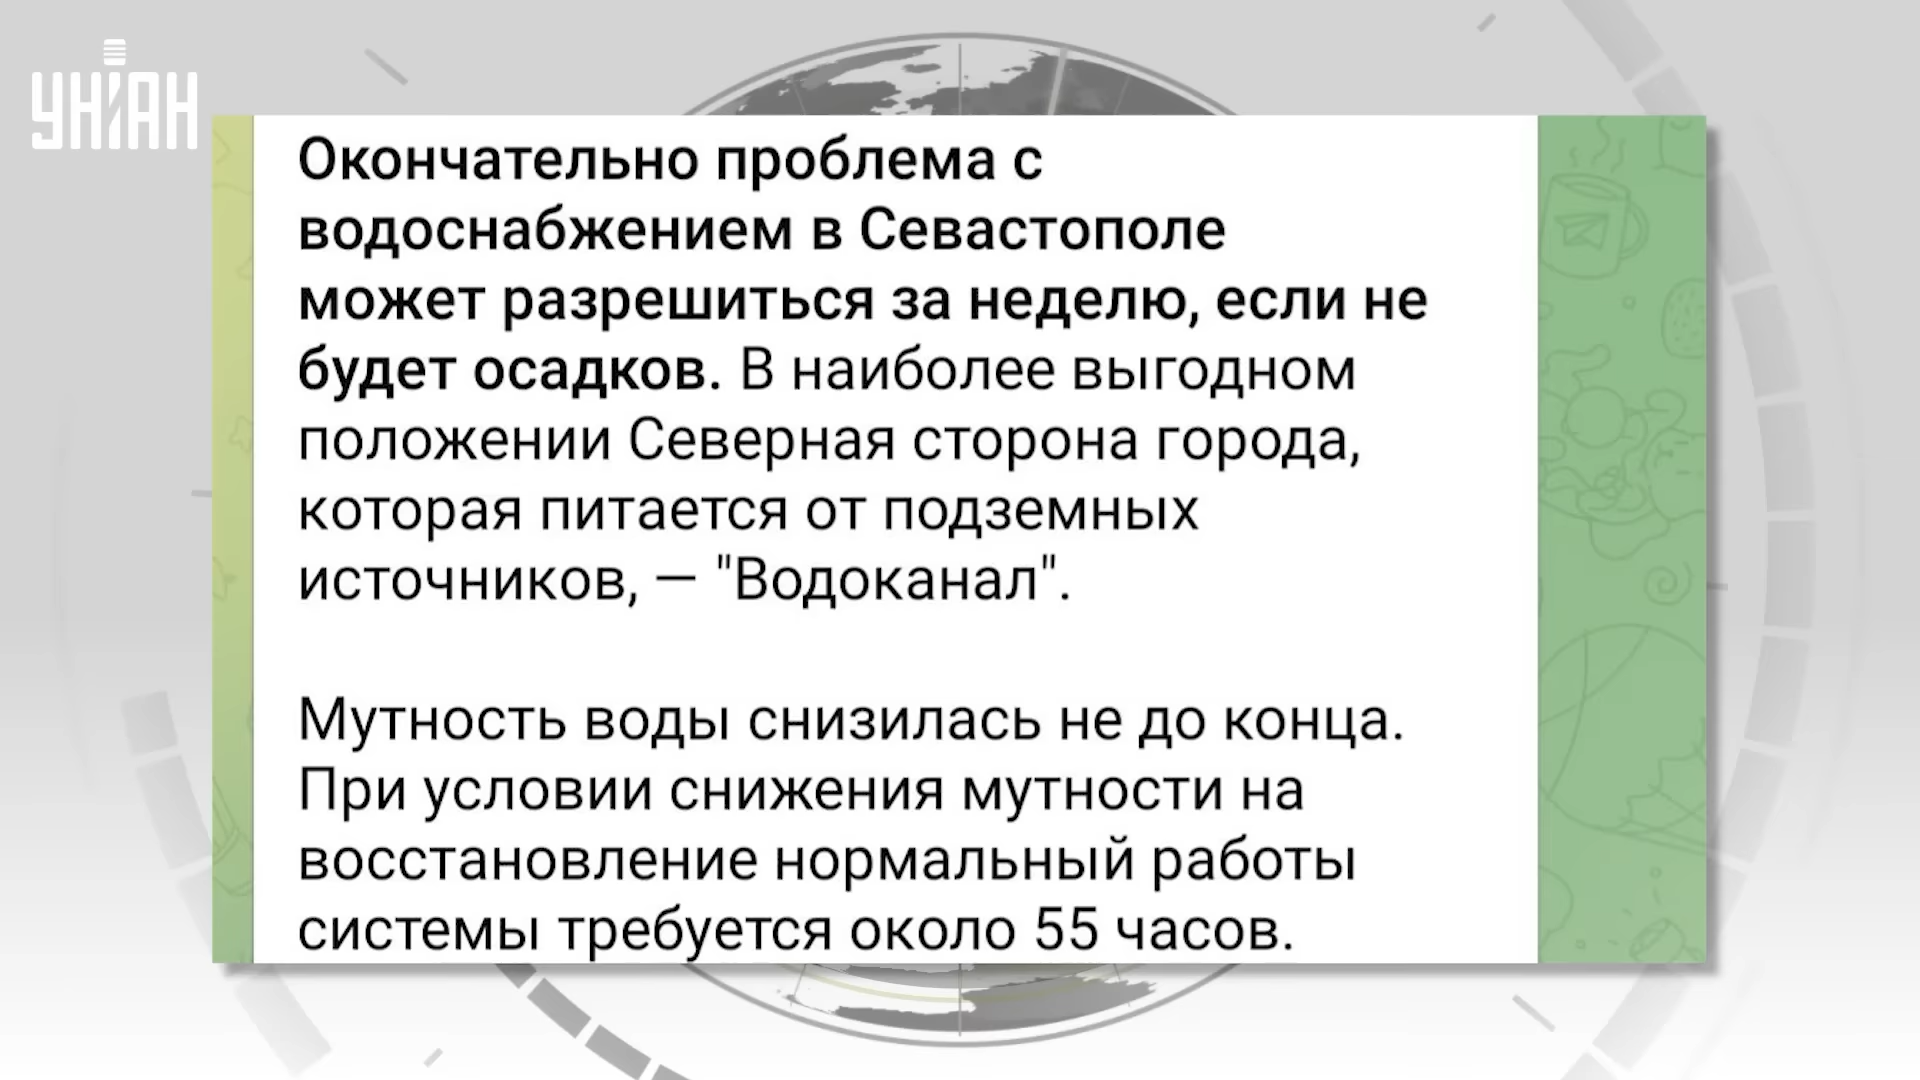 УНІАН
Окончательно проблема с
водоснабжением в Севастополе
может разрешиться за неделю, если не
будет осадков. В наиболее выгодном
положении Северная сторона города,
которая питается от подземных
источников, — "Водоканал".
Мутность воды снизилась не до конца.
При условии снижения мутности на
восстановление нормальный работы
системы требуется около 55 часов.